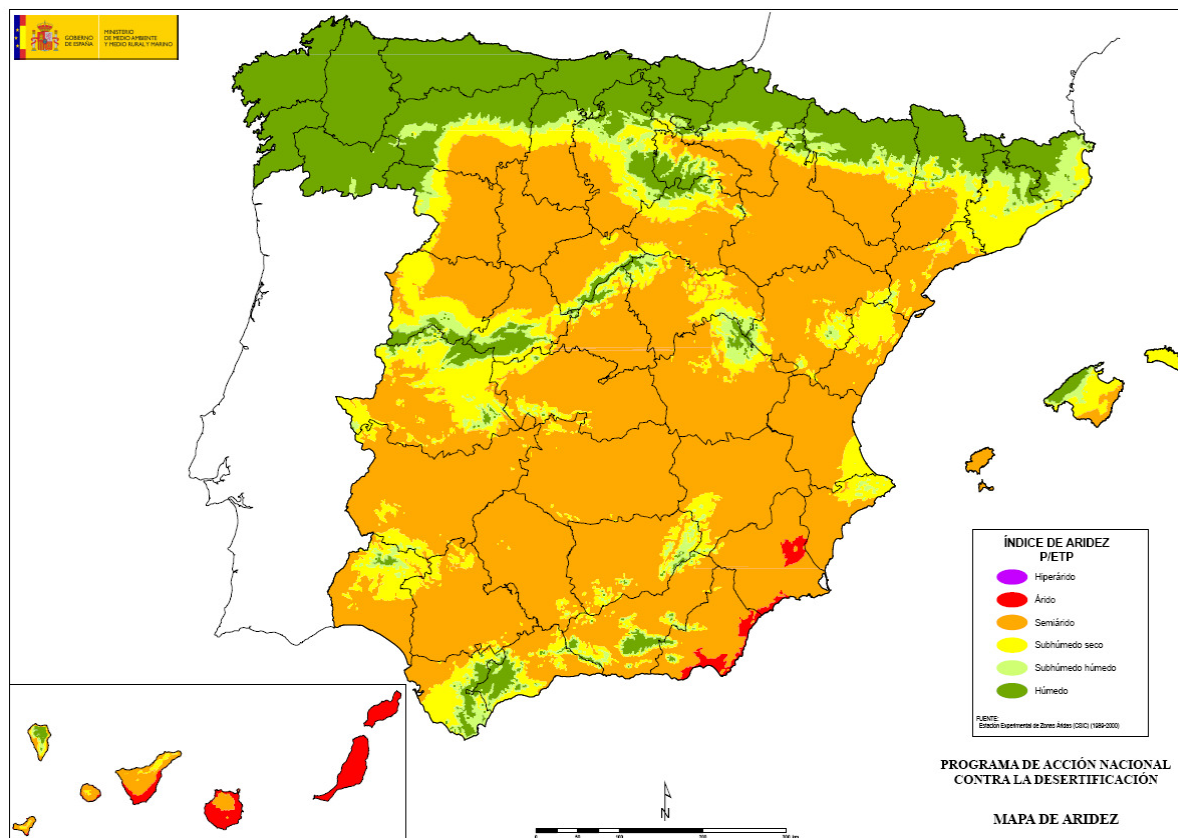 GOBIERNO
DE ESPAÑA
MINISTERIO
DE MEDIO AMBIENTE
Y MEDIO RURAL Y MARINO
ÍNDICE DE ARIDEZ
P/ETP
Hiperárido
Árido
Semiárido
Subhúmedo seco
Subhúmedo húmedo
Húmedo
FUENTE:
Estación Experimental de Zonas Áridas (CSIC) (1969-2000)
PROGRAMA DE ACCIÓN NACIONAL
CONTRA LA DESERTIFICACIÓN
N
MAPA DE ARIDEZ